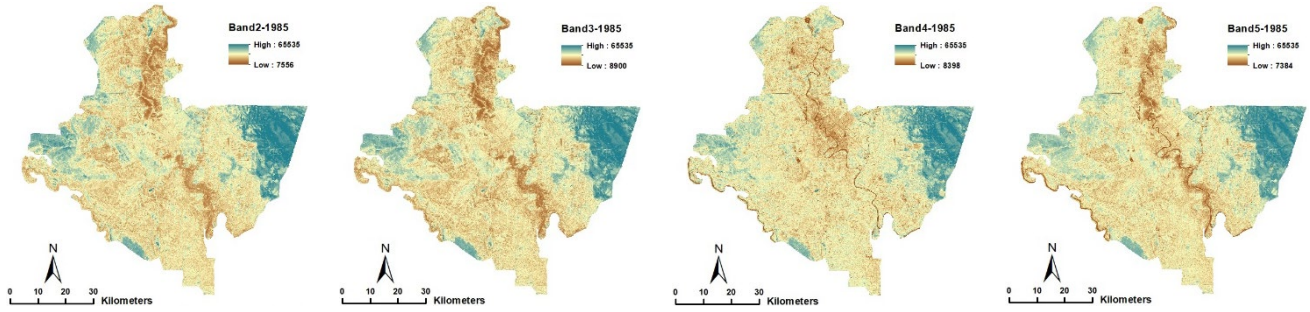 Band2-1985
High : 65535
Low : 7556
N
0 10 20 30
Kilometers
Band3-1985
High : 65535
Low : 8900
N
0 10 20 30
Kilometers
Band4-1985
High : 65535
Low : 8398
N
0 10 20 30
Kilometers
Band5-1985
High : 65535
Low : 7384
N
0 10 20 30
Kilometers